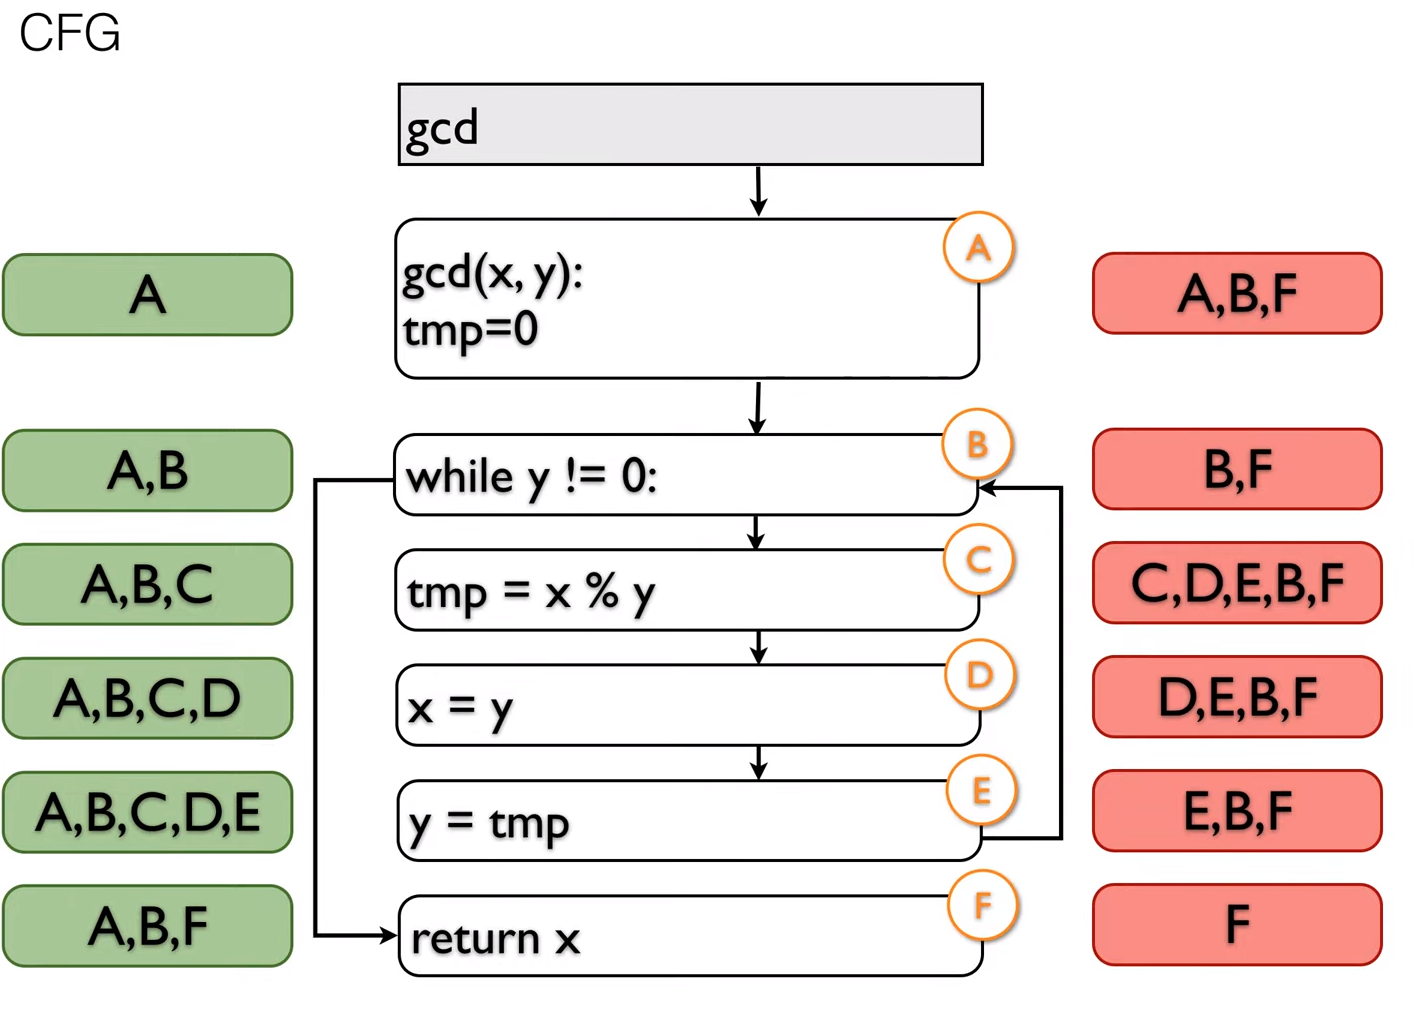 CFG
gcd
A
gcd(x, y):
tmp=0
A
A,B,F
A,B
while y != 0:
B
B,F
A,B,C
tmp = x % y
C
C,D,E,B,F
A,B,C,D
x = y
D
D,E,B,F
A,B,C,D,E
y = tmp
E
E,B,F
A,B,F
return x
F
F